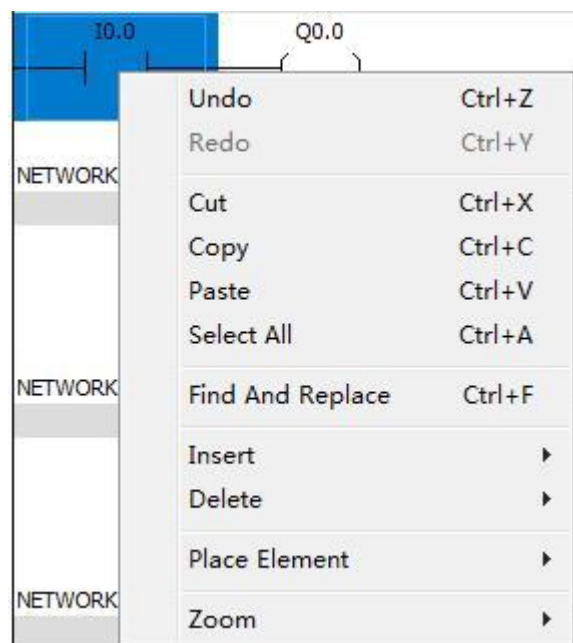 I0.0 Q0.0
Undo Ctrl+Z
Redo Ctrl+Y
NETWORK
Cut Ctrl+X
Copy Ctrl+C
Paste Ctrl+V
Select All Ctrl+A
NETWORK
Find And Replace Ctrl+F
Insert
Delete
Place Element
NETWORK
Zoom